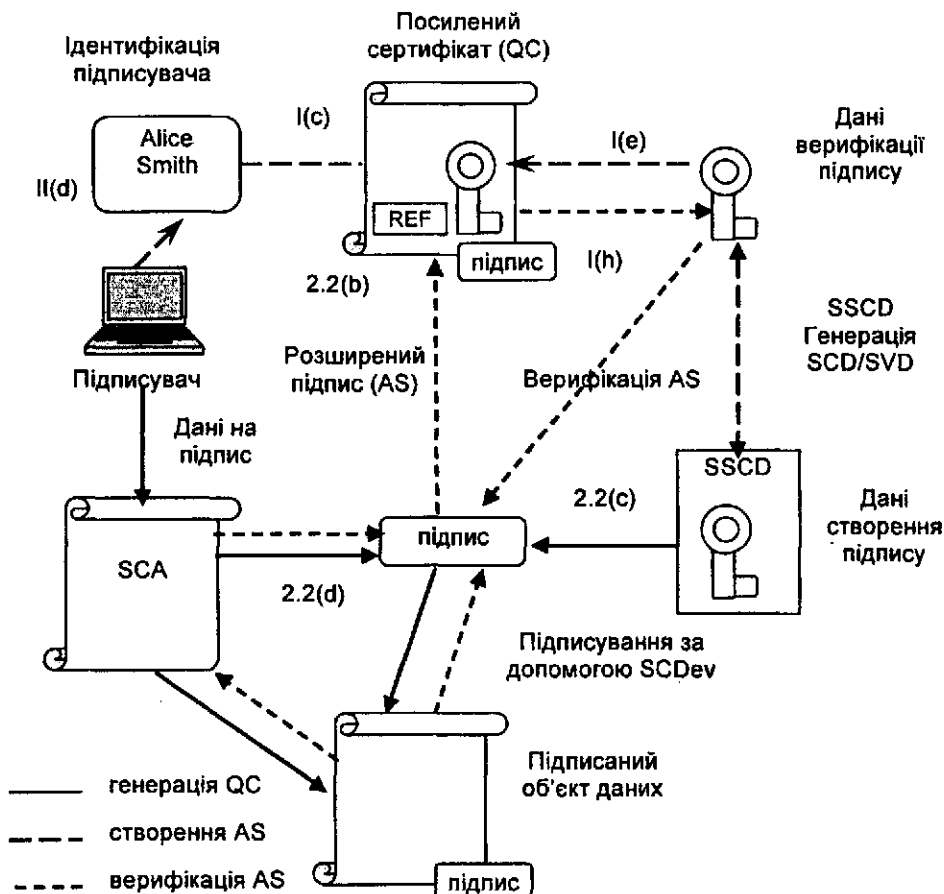 Ідентифікація
підписувача
Посилений
сертифікат (QC)
Alice
Smith
I(c)
II(d)
I(e)
REF
підпис
I(h)
Дані
верифікації
підпису
2.2(b)
Підписувач
Розширений
підпис (AS)
Верифікація AS
SSCD
Генерація
SCD/SVD
Дані на
підпис
SCA
підпис
2.2(c)
SSCD
Дані
створення
підпису
2.2(d)
Підписування за
допомогою SCDev
Підписаний
об'єкт даних
підпис
генерація QC
створення AS
верифікація AS